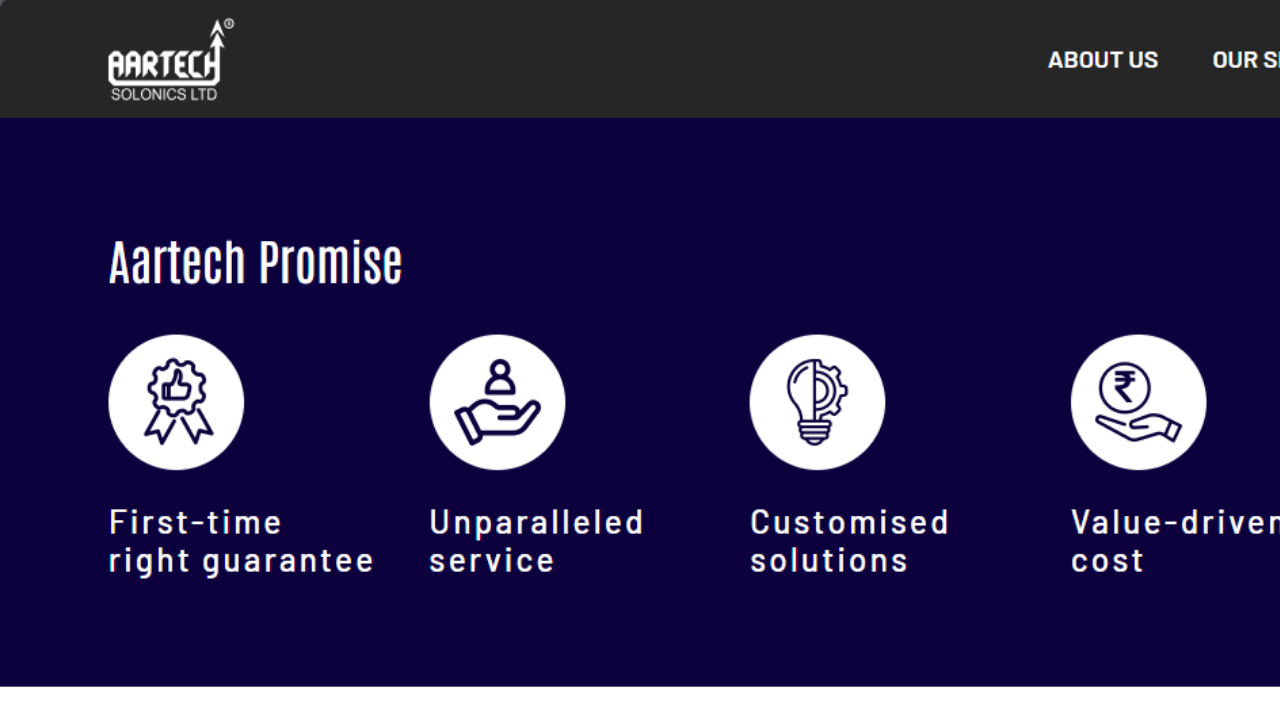 AARTECH®
SOLONICS LTD
ABOUT US
OUR
Aartech Promise
First-time
right guarantee
Unparalleled
service
Customised
solutions
Value-driven
cost